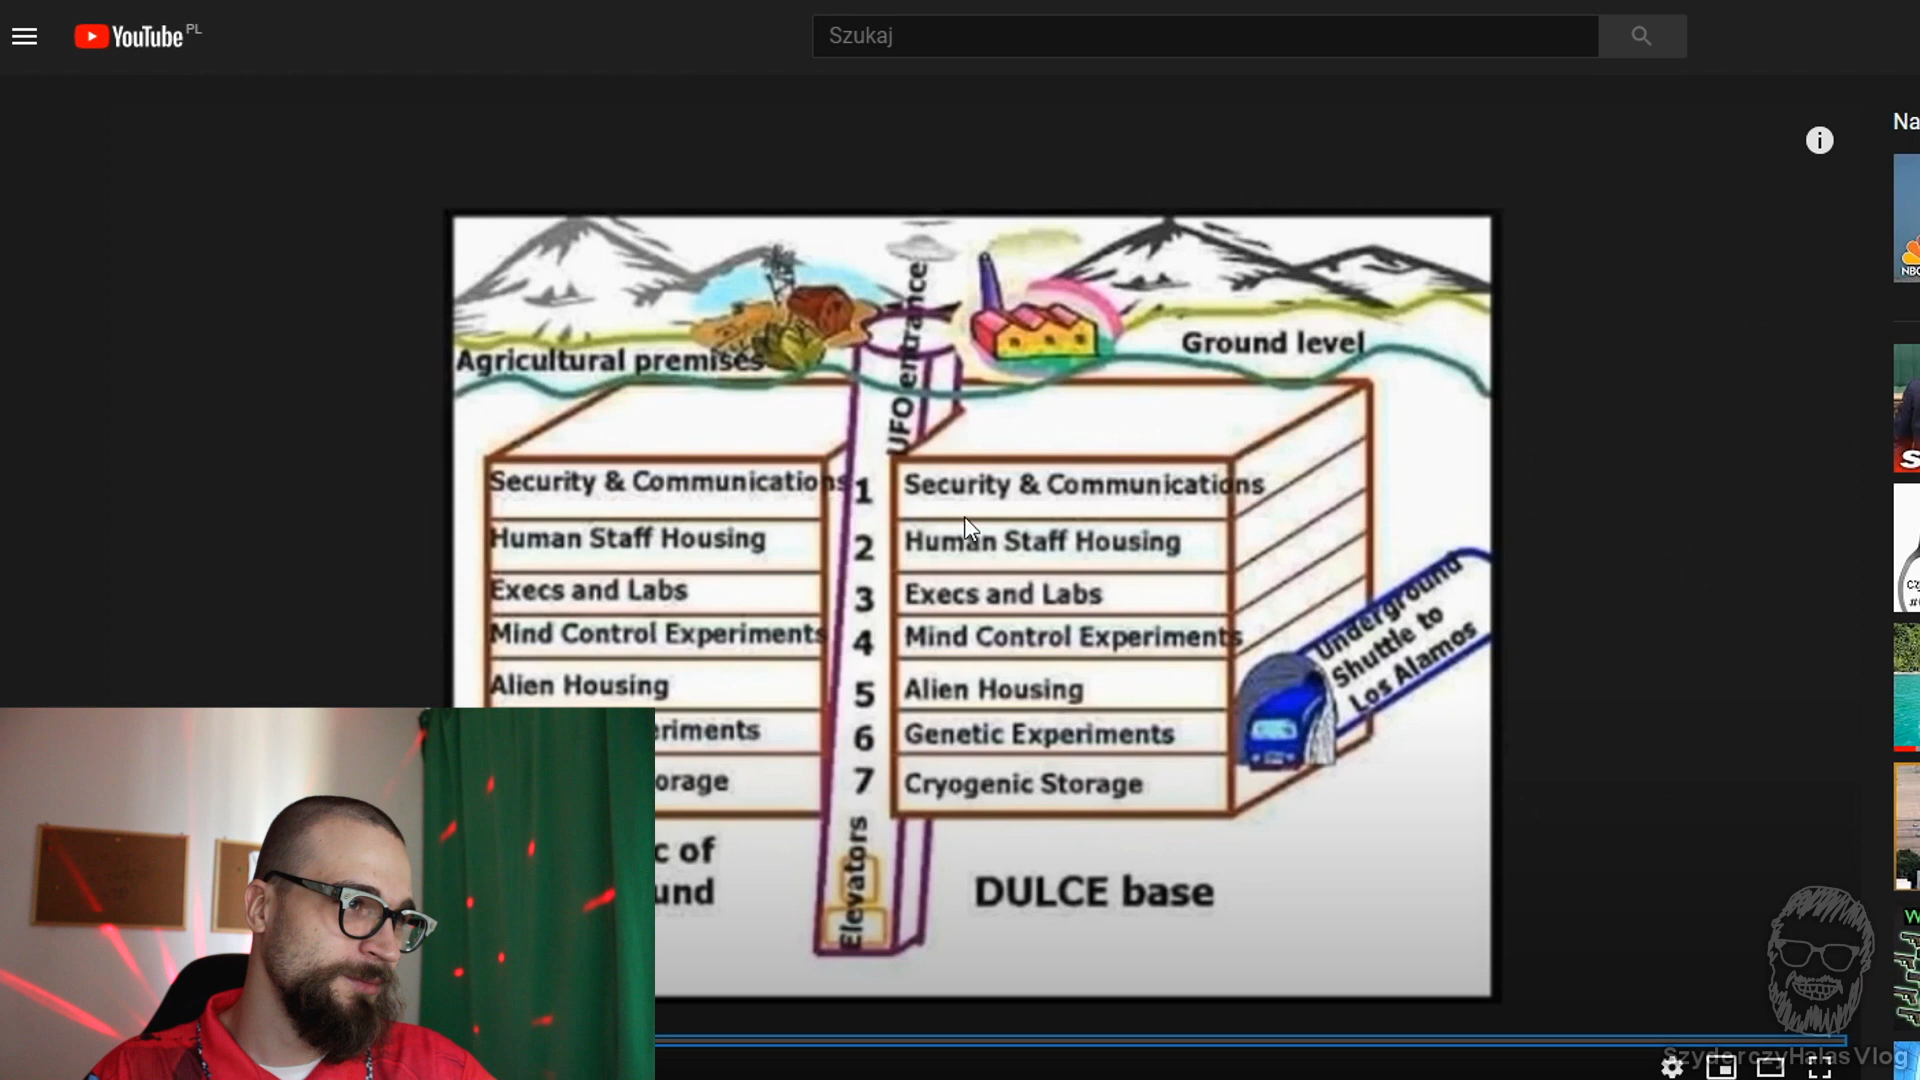 YouTube PL
Szukaj
Na
NBC
UFO entrance
Agricultural premises
Ground level
Security & Communications
1
Security & Communications
Human Staff Housing
2
Human Staff Housing
Execs and Labs
3
Execs and Labs
Mind Control Experiments
4
Mind Control Experiments
Alien Housing
5
Alien Housing
eriments
6
Genetic Experiments
orage
7
Cryogenic Storage
Underground
Shuttle to
Los Alamos
Elevators
c of
und
DULCE base
SzyderczyHalasVlog